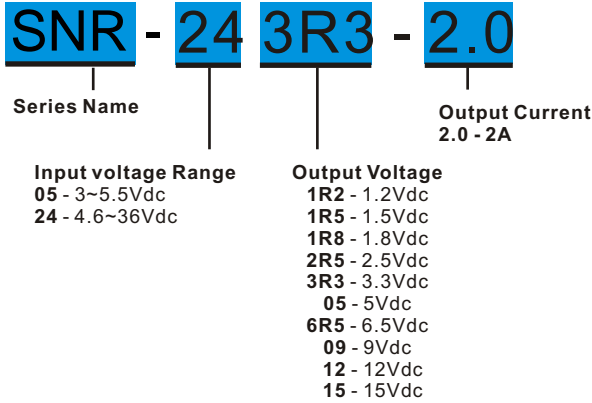 SNR - 24 3R3 - 2.0
Series Name
Output Current
2.0 - 2A
Input voltage Range
05 - 3~5.5Vdc
24 - 4.6~36Vdc
Output Voltage
1R2 - 1.2Vdc
1R5 - 1.5Vdc
1R8 - 1.8Vdc
2R5 - 2.5Vdc
3R3 - 3.3Vdc
05 - 5Vdc
6R5 - 6.5Vdc
09 - 9Vdc
12 - 12Vdc
15 - 15Vdc